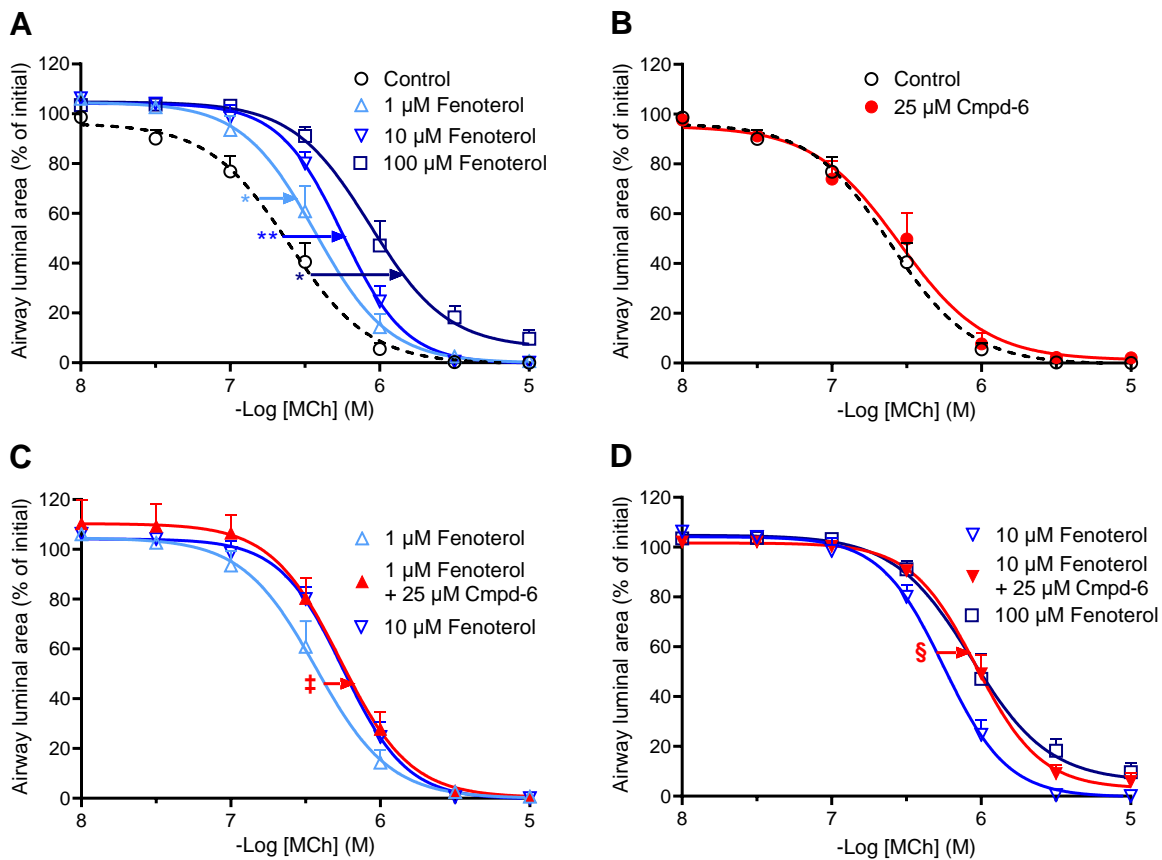 A
Airway luminal area (% of initial)
120
100
80
60
40
20
0
8
7
6
5
-Log [MCh] (M)
Control
1 µM Fenoterol
10 µM Fenoterol
100 µM Fenoterol
*
**
*
B
Airway luminal area (% of initial)
120
100
80
60
40
20
0
8
7
6
5
-Log [MCh] (M)
Control
25 µM Cmpd-6
C
Airway luminal area (% of initial)
120
100
80
60
40
20
0
8
7
6
5
-Log [MCh] (M)
1 µM Fenoterol
1 µM Fenoterol
+ 25 µM Cmpd-6
10 µM Fenoterol
‡
D
Airway luminal area (% of initial)
120
100
80
60
40
20
0
8
7
6
5
-Log [MCh] (M)
10 µM Fenoterol
10 µM Fenoterol
+ 25 µM Cmpd-6
100 µM Fenoterol
§